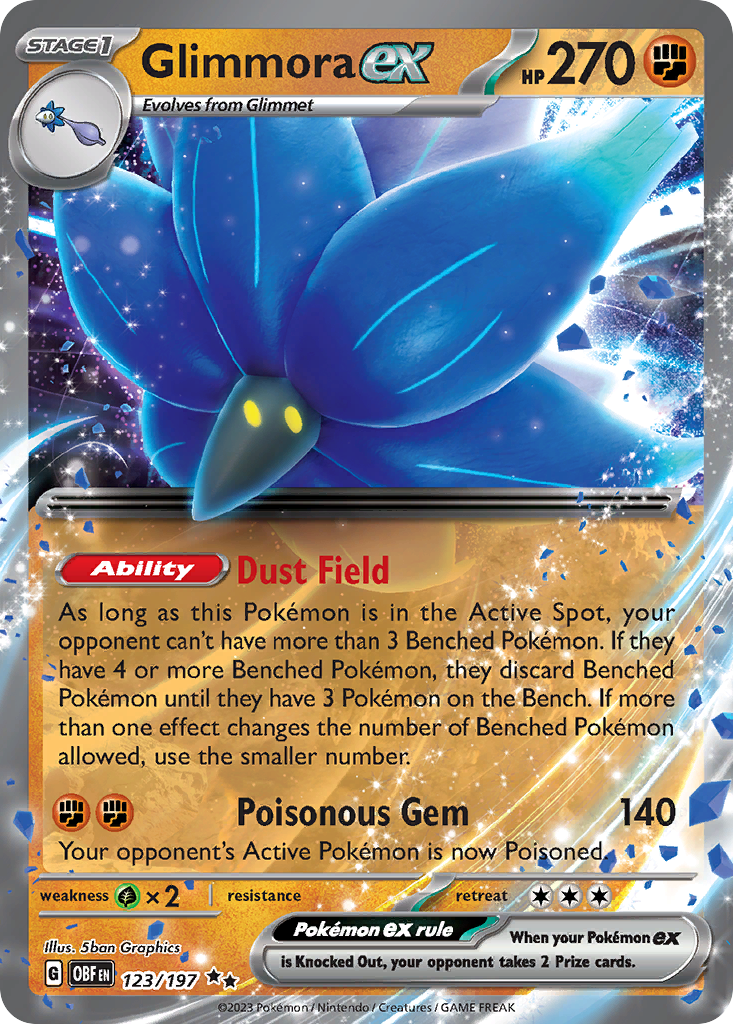 STAGE1
Glimmora ex
HP 270
Evolves from Glimmet
Ability Dust Field
As long as this Pokémon is in the Active Spot, your
opponent can't have more than 3 Benched Pokémon. If they
have 4 or more Benched Pokémon, they discard Benched
Pokémon until they have 3 Pokémon on the Bench. If more
than one effect changes the number of Benched Pokémon
allowed, use the smaller number.
Poisonous Gem 140
Your opponent's Active Pokémon is now Poisoned.
weakness ×2 resistance retreat
Pokémon ex rule
When your Pokémon ex
is Knocked Out, your opponent takes 2 Prize cards.
Illus. 5ban Graphics
G OBF EN 123/197 ★★
©2023 Pokémon / Nintendo / Creatures / GAME FREAK